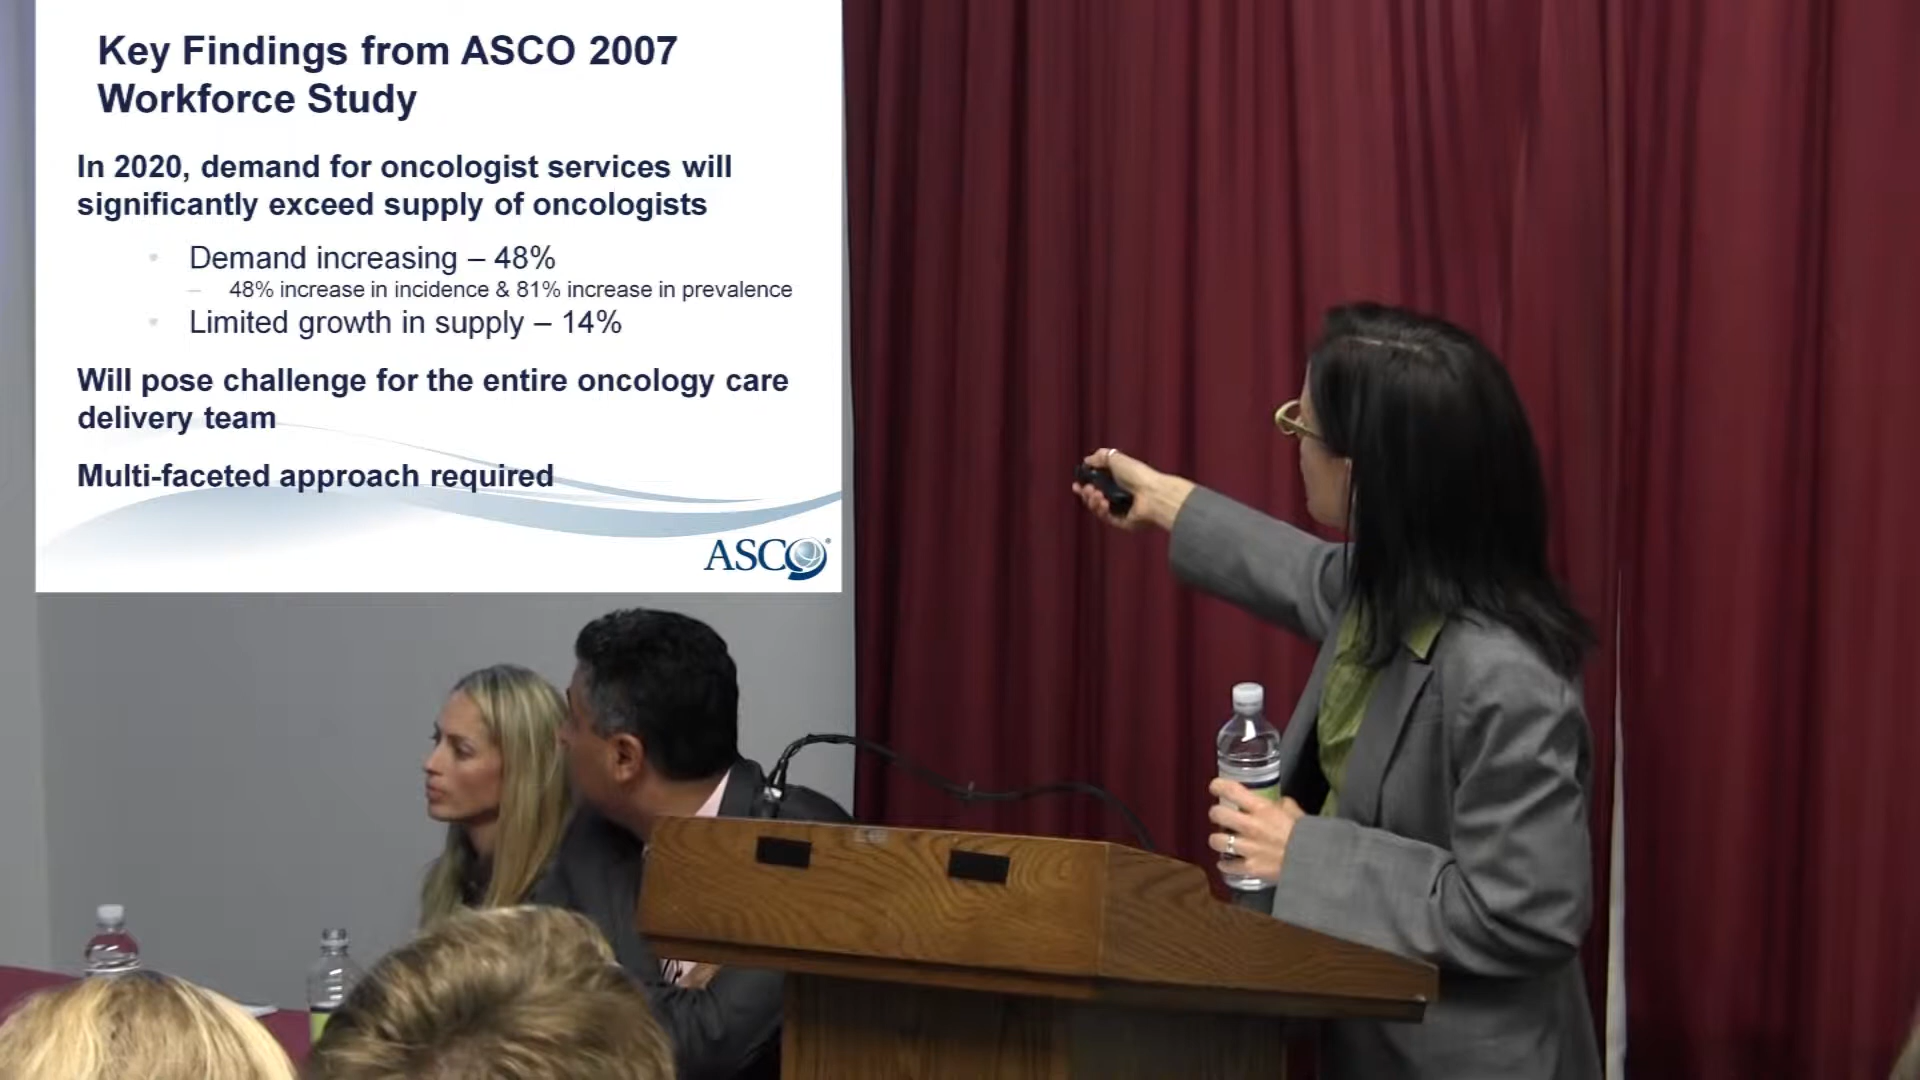 Key Findings from ASCO 2007
Workforce Study
In 2020, demand for oncologist services will
significantly exceed supply of oncologists
• Demand increasing – 48%
– 48% increase in incidence & 81% increase in prevalence
• Limited growth in supply – 14%
Will pose challenge for the entire oncology care
delivery team
Multi-faceted approach required
ASCO